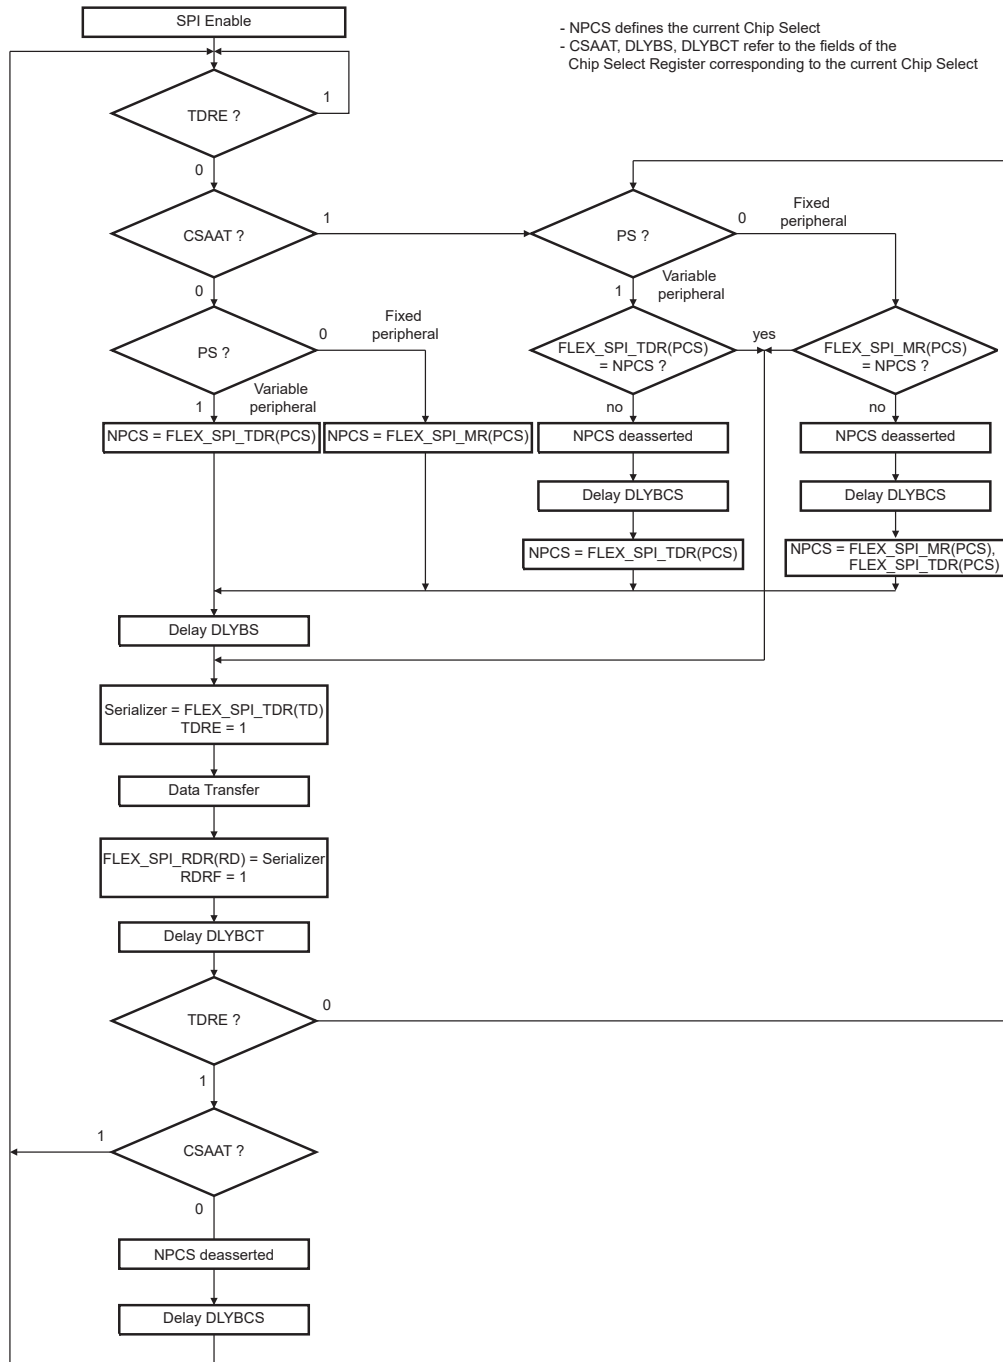 SPI Enable
- NPCS defines the current Chip Select
- CSAAT, DLYBS, DLYBCT refer to the fields of the
Chip Select Register corresponding to the current Chip Select
TDRE ?
1
0
CSAAT ?
1
PS ?
0
Fixed
peripheral
0
1
Variable
peripheral
PS ?
0
Fixed
peripheral
FLEX_SPI_TDR(PCS)
= NPCS ?
yes
FLEX_SPI_MR(PCS)
= NPCS ?
1
Variable
peripheral
no
no
NPCS = FLEX_SPI_TDR(PCS)
NPCS = FLEX_SPI_MR(PCS)
NPCS deasserted
NPCS deasserted
Delay DLYBCS
Delay DLYBCS
NPCS = FLEX_SPI_TDR(PCS)
NPCS = FLEX_SPI_MR(PCS),
FLEX_SPI_TDR(PCS)
Delay DLYBS
Serializer = FLEX_SPI_TDR(TD)
TDRE = 1
Data Transfer
FLEX_SPI_RDR(RD) = Serializer
RDRF = 1
Delay DLYBCT
TDRE ?
0
1
CSAAT ?
1
0
NPCS deasserted
Delay DLYBCS